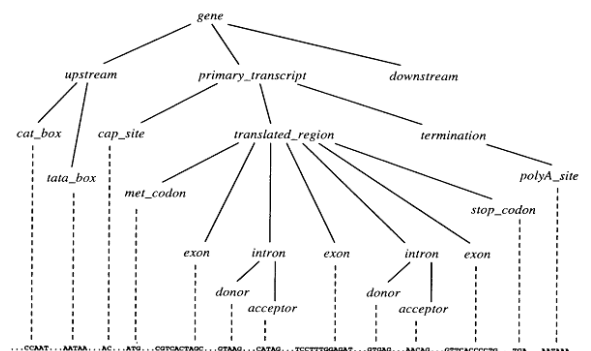 gene
upstream primary_transcript downstream
cat_box cap_site translated_region termination
tata_box polyA_site
met_codon stop_codon
exon intron exon intron exon
donor donor
acceptor acceptor
...CCAAT...AATAA...AC...ATG...CGTCACTAGC...GTAAG...CATAG...TCCTTTGGAGAT...GTGAG...AACAG...GTTCACCCCTG...TGA...AATAAA